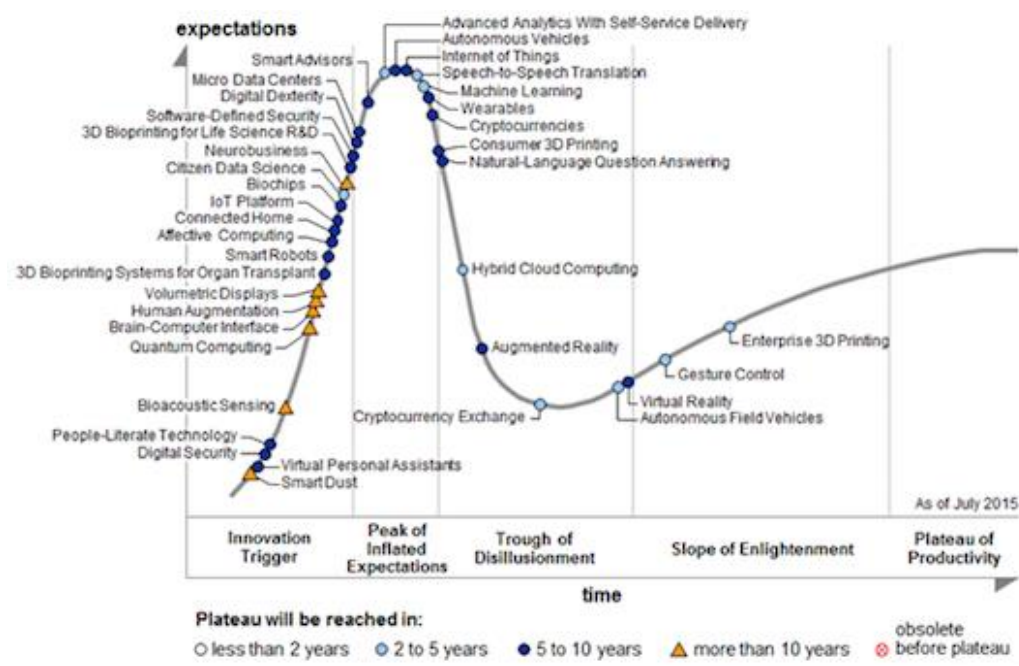 expectations
Advanced Analytics With Self-Service Delivery
Autonomous Vehicles
Internet of Things
Speech-to-Speech Translation
Machine Learning
Wearables
Cryptocurrencies
Consumer 3D Printing
Natural-Language Question Answering
Smart Advisors
Micro Data Centers
Digital Dexterity
Software-Defined Security
3D Bioprinting for Life Science R&D
Neurobusiness
Citizen Data Science
Biochips
IoT Platform
Connected Home
Affective Computing
Smart Robots
3D Bioprinting Systems for Organ Transplant
Volumetric Displays
Human Augmentation
Brain-Computer Interface
Quantum Computing
Bioacoustic Sensing
People-Literate Technology
Digital Security
Virtual Personal Assistants
Smart Dust
Hybrid Cloud Computing
Augmented Reality
Cryptocurrency Exchange
Enterprise 3D Printing
Gesture Control
Virtual Reality
Autonomous Field Vehicles
As of July 2015
Innovation
Trigger
Peak of
Inflated
Expectations
Trough of
Disillusionment
Slope of Enlightenment
Plateau of
Productivity
time
Plateau will be reached in:
less than 2 years
2 to 5 years
5 to 10 years
more than 10 years
obsolete
before plateau